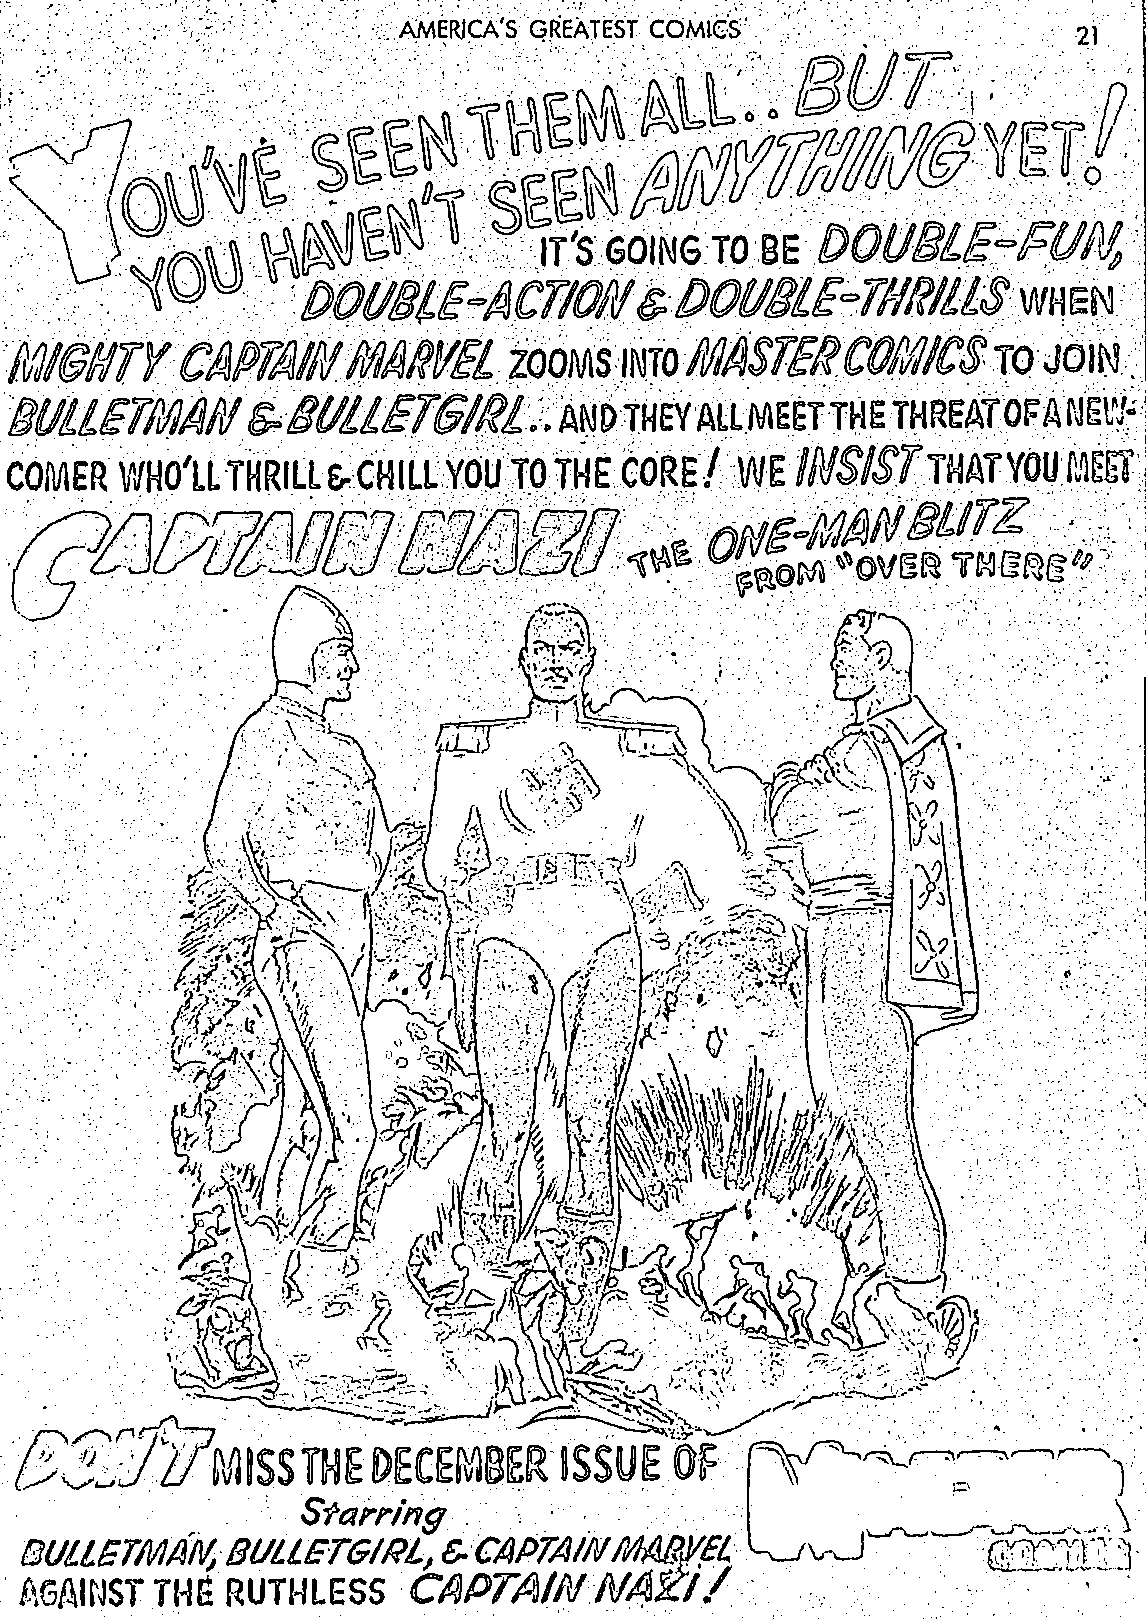 AMERICA'S GREATEST COMICS
21
YOU'VE SEEN THEM ALL.. BUT
YOU HAVEN'T SEEN ANYTHING YET!
IT'S GOING TO BE DOUBLE-FUN,
DOUBLE-ACTION & DOUBLE-THRILLS WHEN
MIGHTY CAPTAIN MARVEL ZOOMS INTO MASTER COMICS TO JOIN
BULLETMAN & BULLETGIRL.. AND THEY ALL MEET THE THREAT OF A NEW-
COMER WHO'LL THRILL & CHILL YOU TO THE CORE! WE INSIST THAT YOU MEET
CAPTAIN NAZI THE ONE-MAN BLITZ
FROM "OVER THERE"
DON'T MISS THE DECEMBER ISSUE OF
COMICS
Starring
BULLETMAN, BULLETGIRL, & CAPTAIN MARVEL
AGAINST THE RUTHLESS CAPTAIN NAZI!